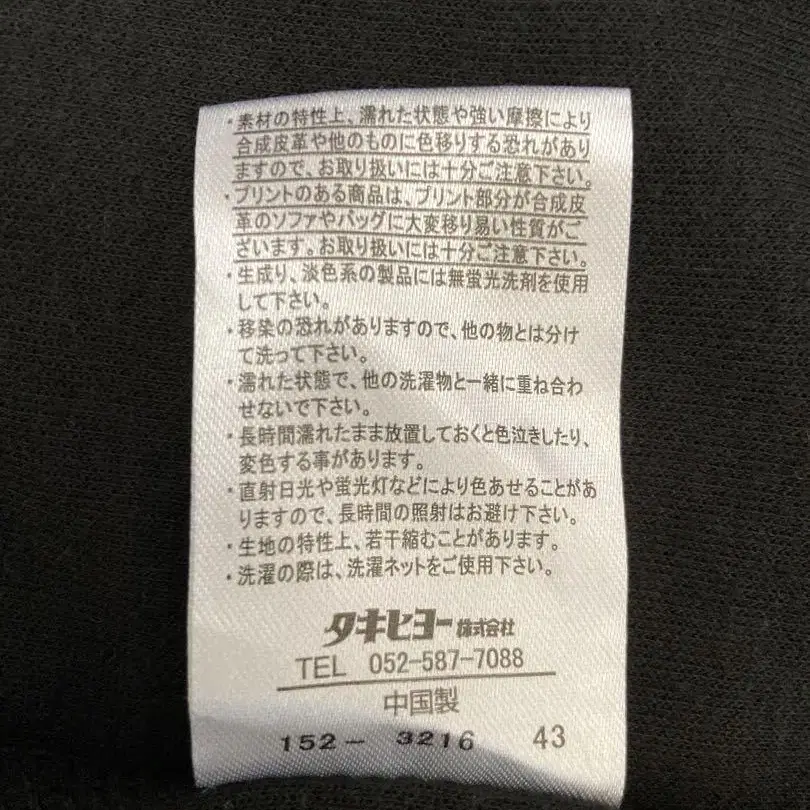 ・素材の特性上、濡れた状態や強い摩擦により
合成皮革や他のものに色移りする恐れがあり
ますので、お取り扱いには十分ご注意下さい。
・プリントのある商品は、プリント部分が合成皮
革のソファやバッグに大変移り易い性質がご
ざいます。お取り扱いには十分ご注意下さい。
・生成り、淡色系の製品には無蛍光洗剤を使用
して下さい。
・移染の恐れがありますので、他の物とは分け
て洗って下さい。
・濡れた状態で、他の洗濯物と一緒に重ね合わ
せないで下さい。
・長時間濡れたまま放置しておくと色泣きしたり、
変色する事があります。
・直射日光や蛍光灯などにより色あせることがあ
りますので、長時間の照射はお避け下さい。
・生地の特性上、若干縮むことがあります。
・洗濯の際は、洗濯ネットをご使用下さい。
タキヒヨー株式会社
TEL 052-587-7088
中国製
152- 3216 43